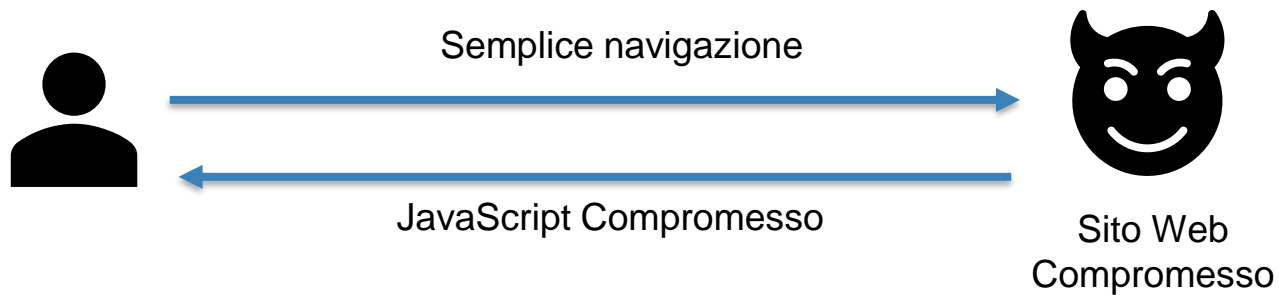 Semplice navigazione
JavaScript Compromesso
Sito Web
Compromesso